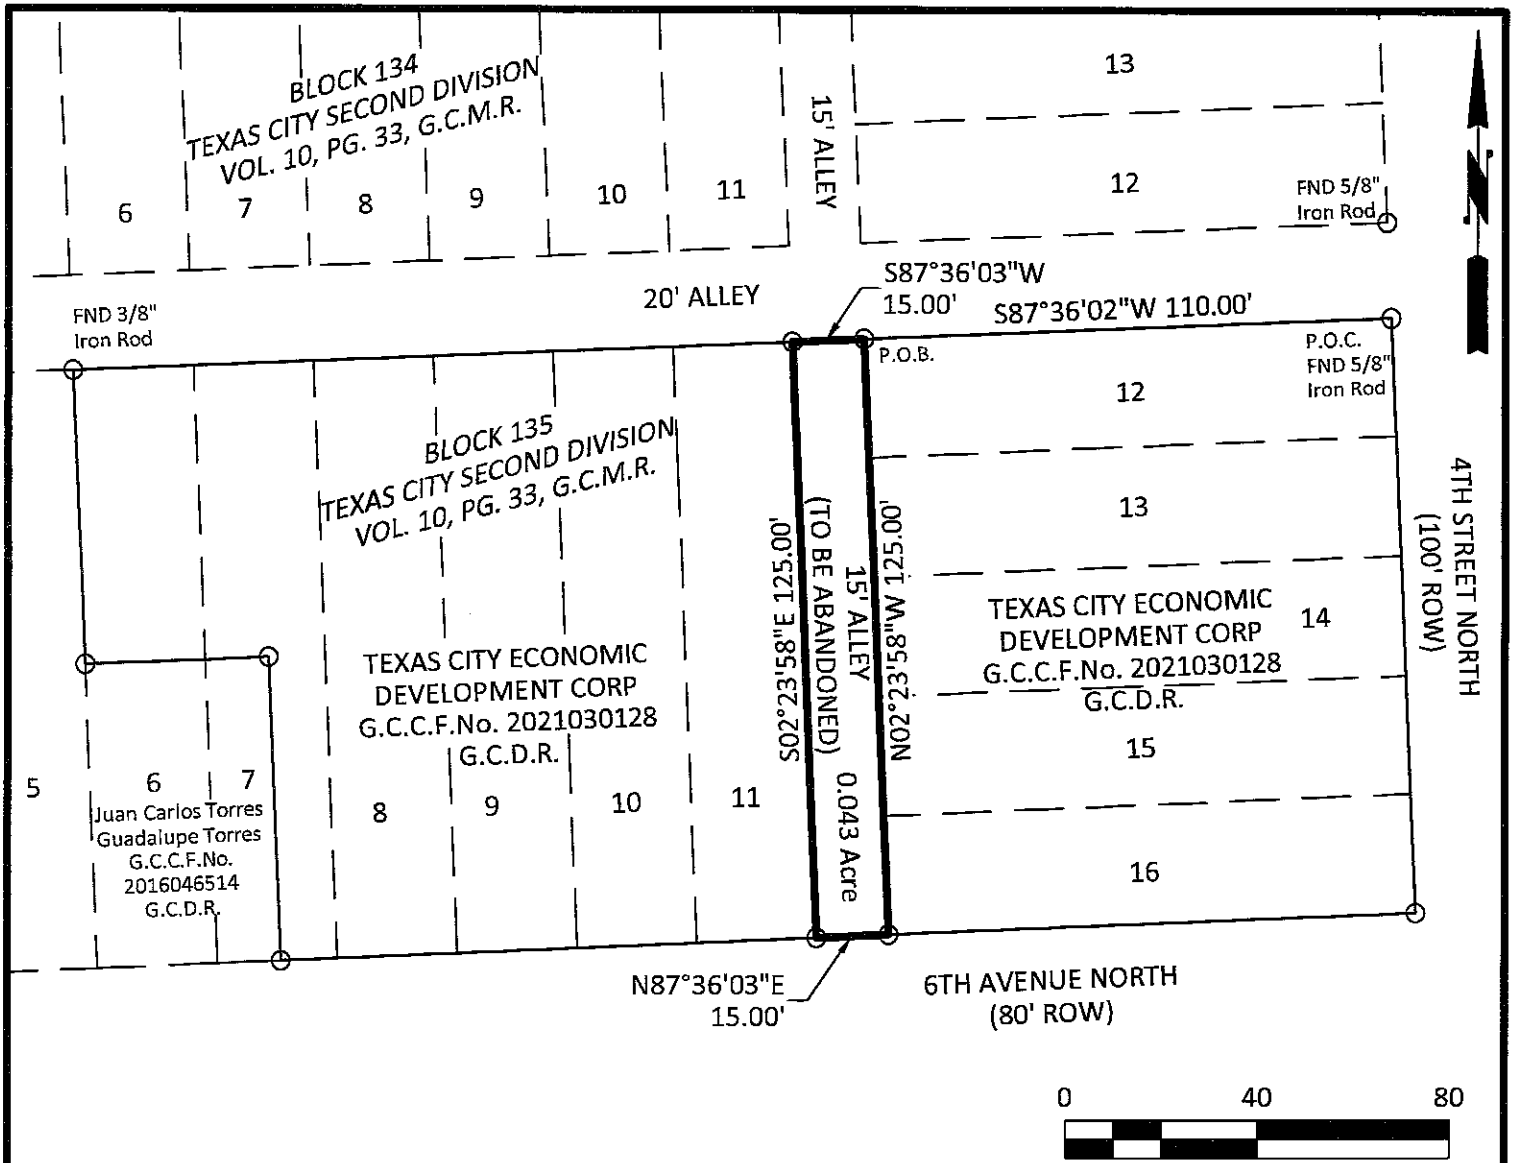 BLOCK 134
TEXAS CITY SECOND DIVISION
VOL. 10, PG. 33, G.C.M.R.
6
7
8
9
10
11
15' ALLEY
13
12
FND 5/8"
Iron Rod
N
20' ALLEY
S87°36'03"W
15.00'
S87°36'02"W 110.00'
FND 3/8"
Iron Rod
P.O.B.
P.O.C.
FND 5/8"
Iron Rod
BLOCK 135
TEXAS CITY SECOND DIVISION
VOL. 10, PG. 33, G.C.M.R.
12
13
14
15
16
4TH STREET NORTH
(100' ROW)
S02°23'58"E 125.00'
15' ALLEY
(TO BE ABANDONED)
0.043 Acre
N02°23'58"W 125.00'
TEXAS CITY ECONOMIC
DEVELOPMENT CORP
G.C.C.F.No. 2021030128
G.C.D.R.
TEXAS CITY ECONOMIC
DEVELOPMENT CORP
G.C.C.F.No. 2021030128
G.C.D.R.
5
6
7
8
9
10
11
Juan Carlos Torres
Guadalupe Torres
G.C.C.F.No.
2016046514
G.C.D.R.
N87°36'03"E
15.00'
6TH AVENUE NORTH
(80' ROW)
0
40
80